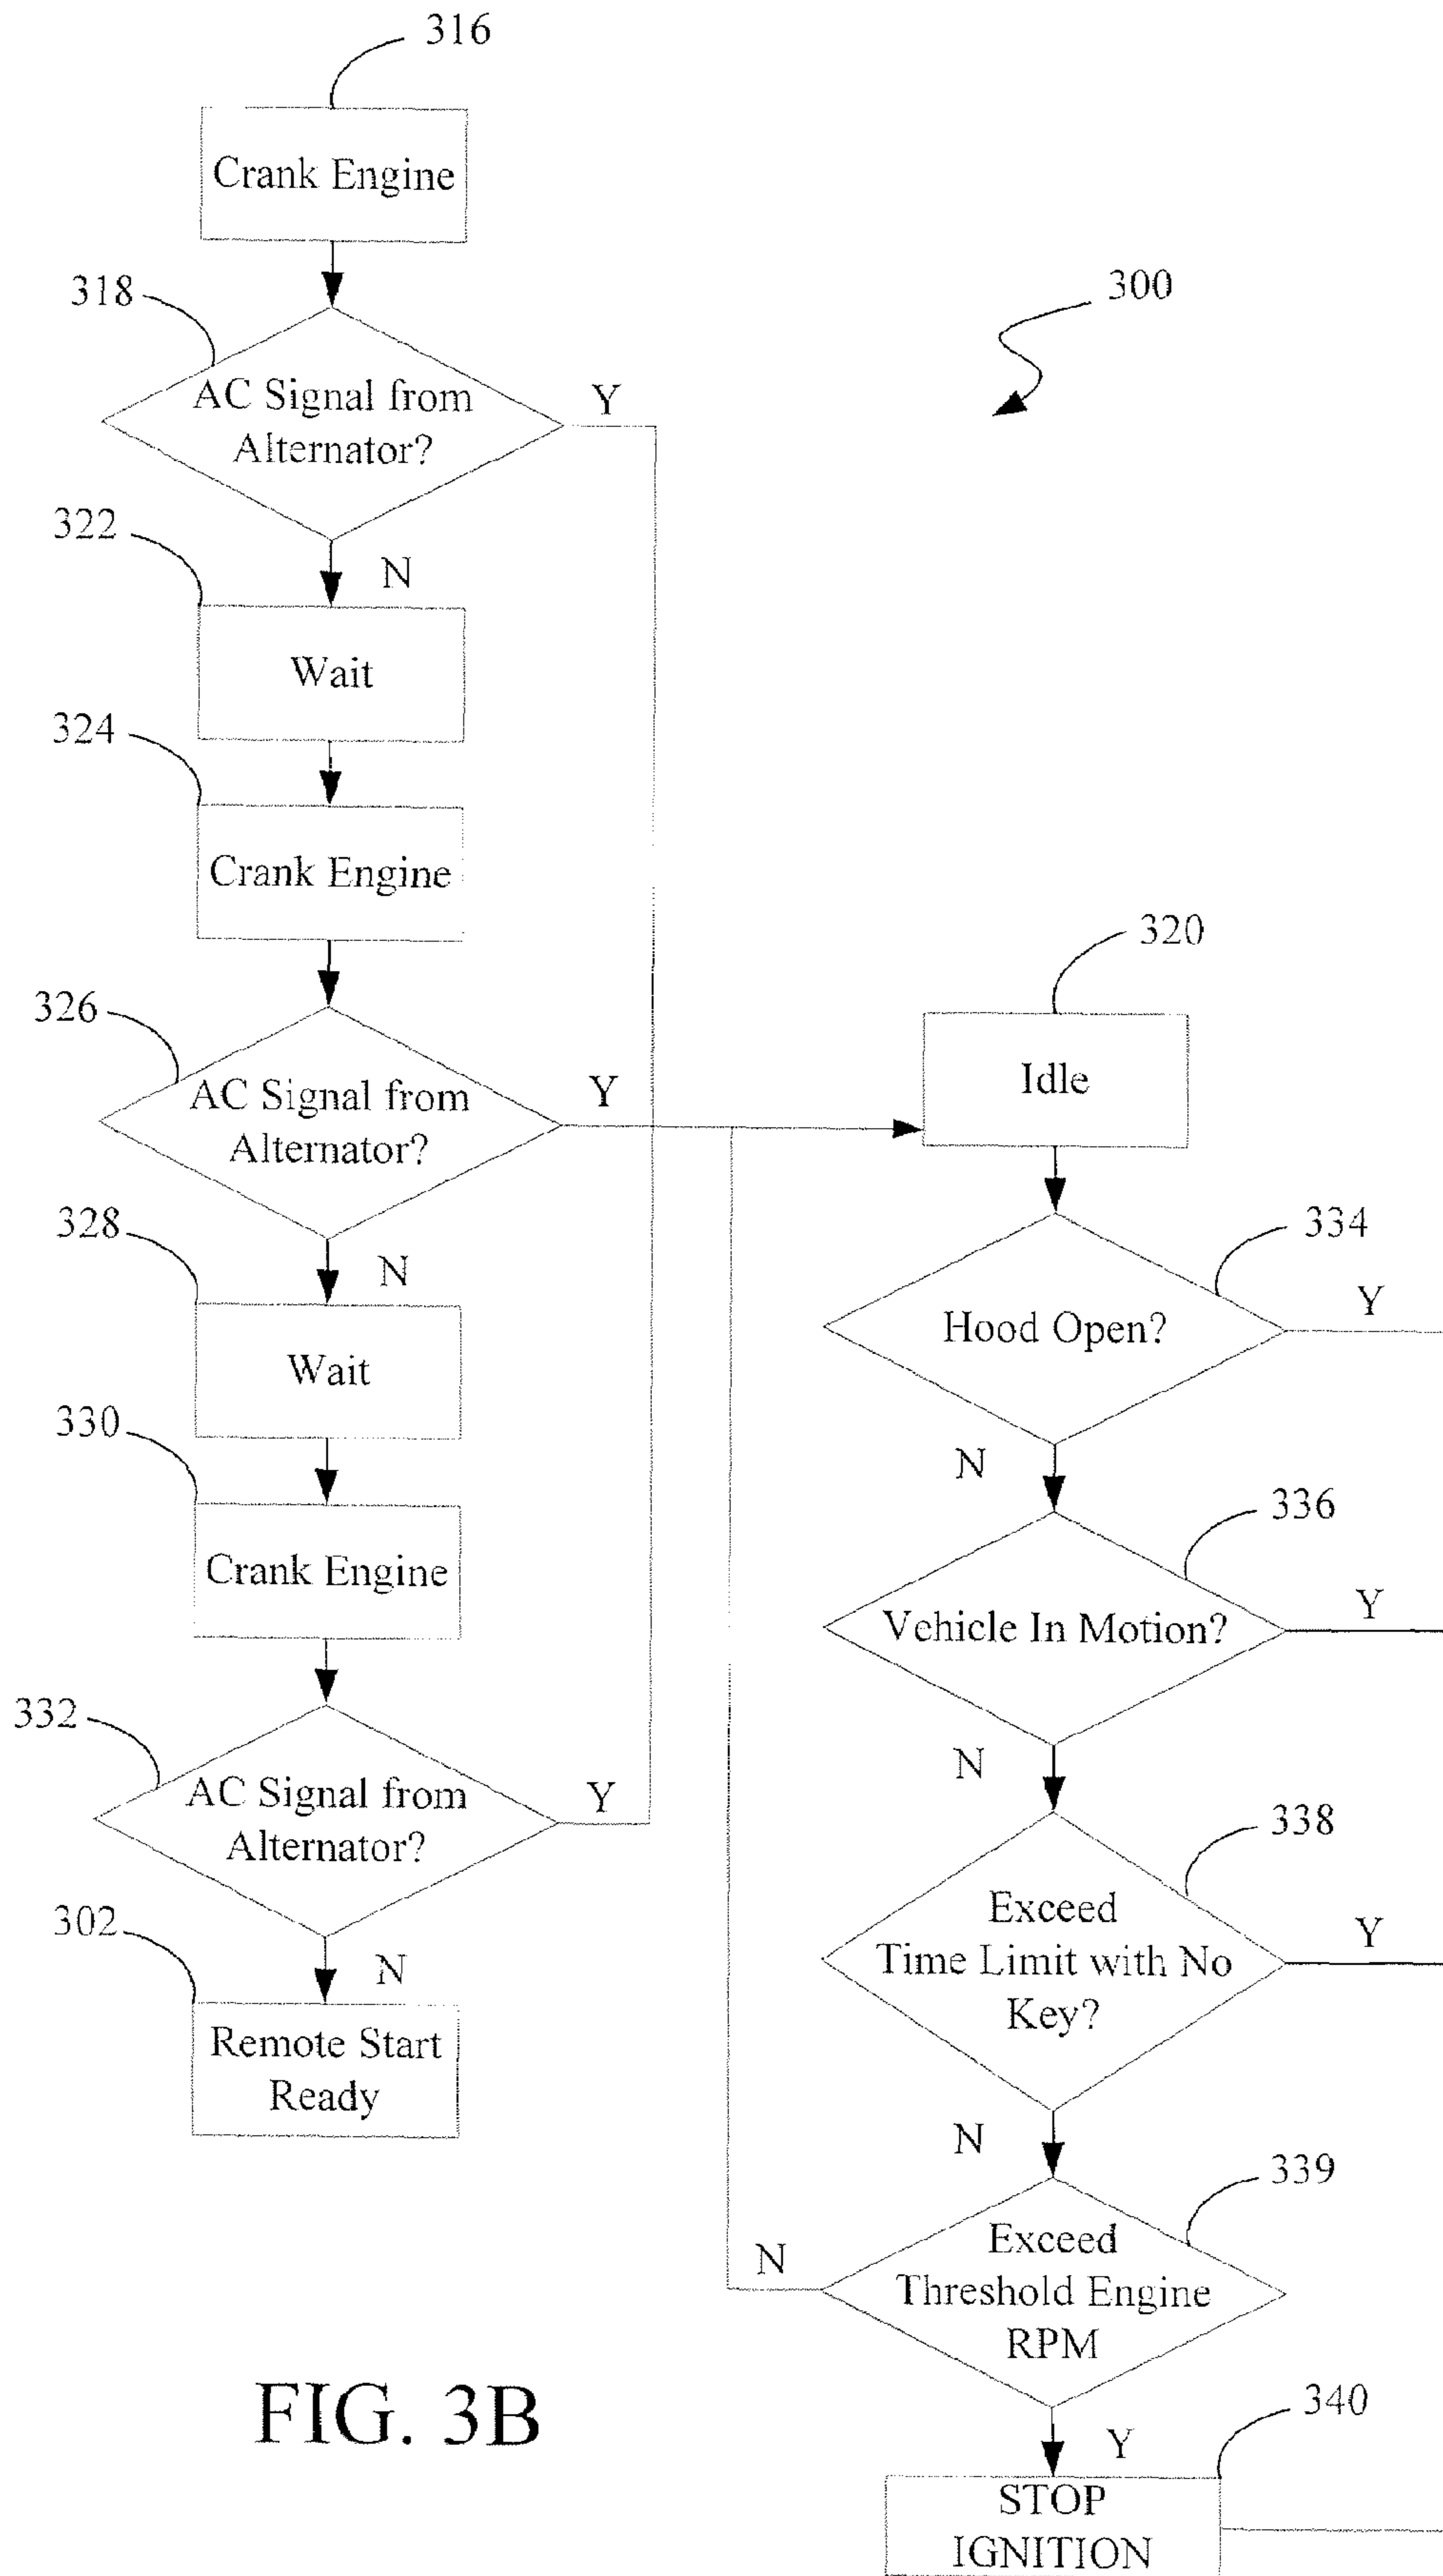 316
Crank Engine
318
300
AC Signal from
Alternator?
Y
322
N
Wait
324
Crank Engine
320
326
Idle
AC Signal from
Alternator?
Y
328
334
N
Hood Open?
Y
Wait
330
N
336
Crank Engine
Vehicle In Motion?
Y
332
N
AC Signal from
Alternator?
Y
338
302
Exceed
Time Limit with No
Key?
Y
N
Remote Start
Ready
N
339
Exceed
Threshold Engine
RPM
N
FIG. 3B
340
Y
STOP
IGNITION